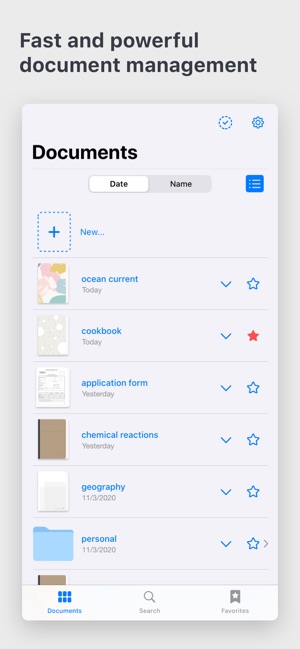 Fast and powerful
document management
Documents
Date Name
New...
ocean current
Today
cookbook
Today
application form
Yesterday
chemical reactions
Yesterday
geography
11/3/2020
personal
11/3/2020
Documents Search Favorites